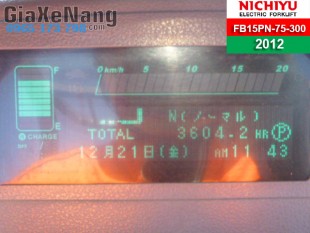 GiaXeNang
NICHIYU
ELECTRIC FORKLIFT
FB15PN-75-300
2012
F
0km/h 5 10 15 20
E
CHARGE
N(ノーマル)
TOTAL 3604.2 HR P
12月21日(金) AM11 43